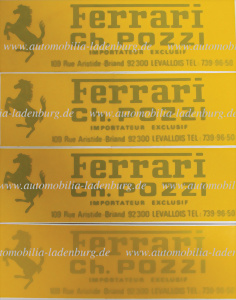 Ferrari
Ch. POZZI
IMPORTATEUR EXCLUSIF
109 Rue Aristide Briand 92300 LEVALLOIS TEL.: 739-96-50
www.automobilia-ladenburg.de
Ferrari
Ch. POZZI
IMPORTATEUR EXCLUSIF
109 Rue Aristide Briand 92300 LEVALLOIS TEL.: 739-96-50
www.automobilia-ladenburg.de
Ferrari
Ch. POZZI
IMPORTATEUR EXCLUSIF
109 Rue Aristide Briand 92300 LEVALLOIS TEL.: 739-96-50
www.automobilia-ladenburg.de
Ferrari
www.automobilia-ladenburg.de
Ch. POZZI
IMPORTATEUR EXCLUSIF